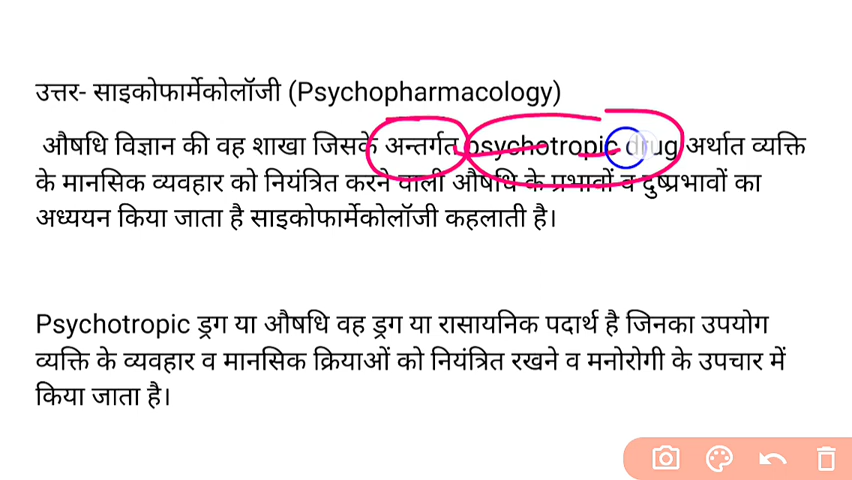 उत्तर- साइकोफार्मेकोलॉजी (Psychopharmacology)
औषधि विज्ञान की वह शाखा जिसके अन्तर्गत psychotropic drug अर्थात व्यक्ति
के मानसिक व्यवहार को नियंत्रित करने वाली औषधि के प्रभावों व दुष्प्रभावों का
अध्ययन किया जाता है साइकोफार्मेकोलॉजी कहलाती है।
Psychotropic ड्रग या औषधि वह ड्रग या रासायनिक पदार्थ है जिनका उपयोग
व्यक्ति के व्यवहार व मानसिक क्रियाओं को नियंत्रित रखने व मनोरोगी के उपचार में
किया जाता है।